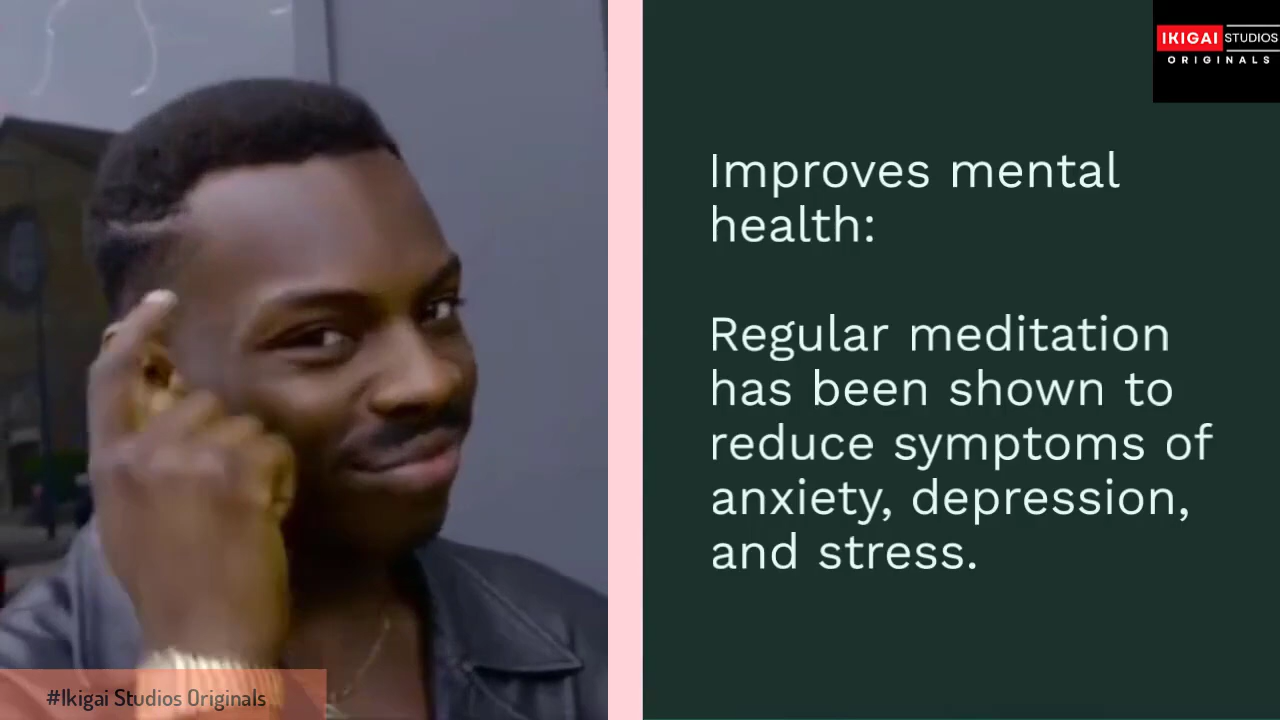 IKIGAI STUDIOS
ORIGINALS
Improves mental
health:
Regular meditation
has been shown to
reduce symptoms of
anxiety, depression,
and stress.
#Ikigai Studios Originals